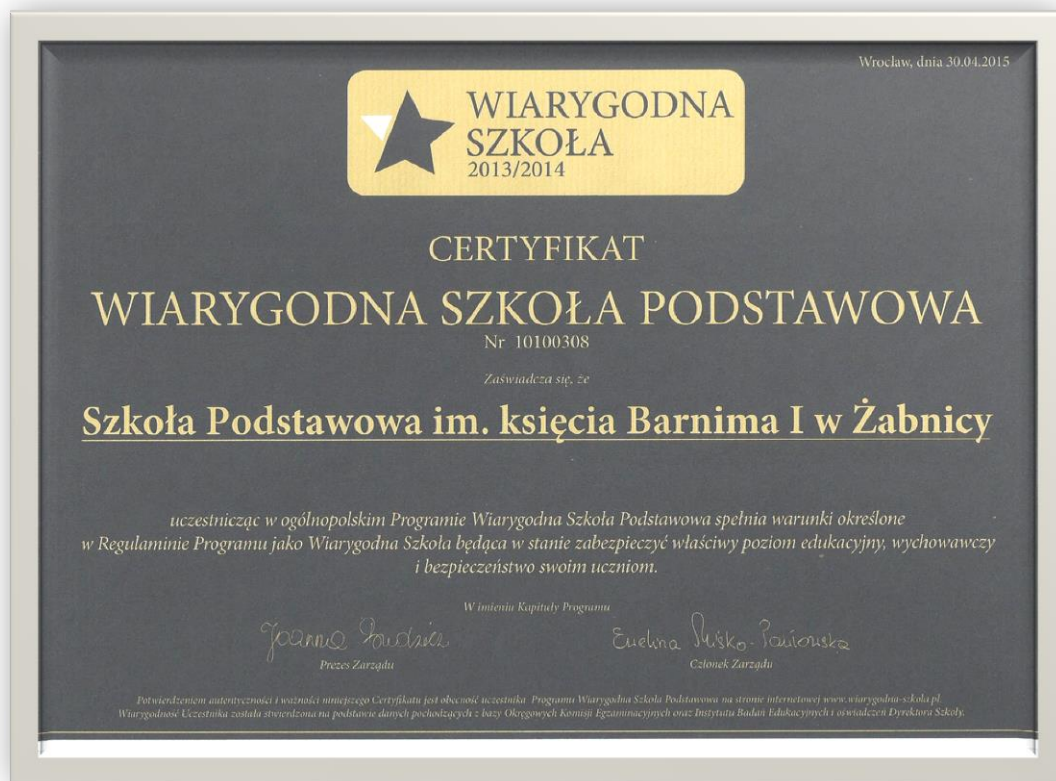 Wrocław, dnia 30.04.2015
WIARYGODNA
SZKOŁA
2013/2014
CERTYFIKAT
WIARYGODNA SZKOŁA PODSTAWOWA
Nr 10100308
Zaświadcza się, że
Szkoła Podstawowa im. księcia Barnima I w Żabnicy
uczestnicząc w ogólnopolskim Programie Wiarygodna Szkoła Podstawowa spełnia warunki określone
w Regulaminie Programu jako Wiarygodna Szkoła będąca w stanie zabezpieczyć właściwy poziom edukacyjny, wychowawczy
i bezpieczeństwo swoim uczniom.
W imieniu Kapituły Programu
Joanna
Ewelina
Prezes Zarządu
Członek Zarządu
Potwierdzeniem autentyczności i ważności niniejszego Certyfikatu jest obecność uczestnika Programu Wiarygodna Szkoła Podstawowa na stronie internetowej www.wiarygodna-szkola.pl.
Wiarygodność Uczestnika została stwierdzona na podstawie danych pochodzących z bazy Okręgowych Komisji Egzaminacyjnych oraz Instytutu Badań Edukacyjnych i oświadczeń Dyrektora Szkoły.